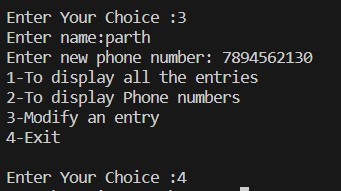 Enter Your Choice :3
Enter name:parth
Enter new phone number: 7894562130
1-To display all the entries
2-To display Phone numbers
3-Modify an entry
4-Exit
Enter Your Choice :4